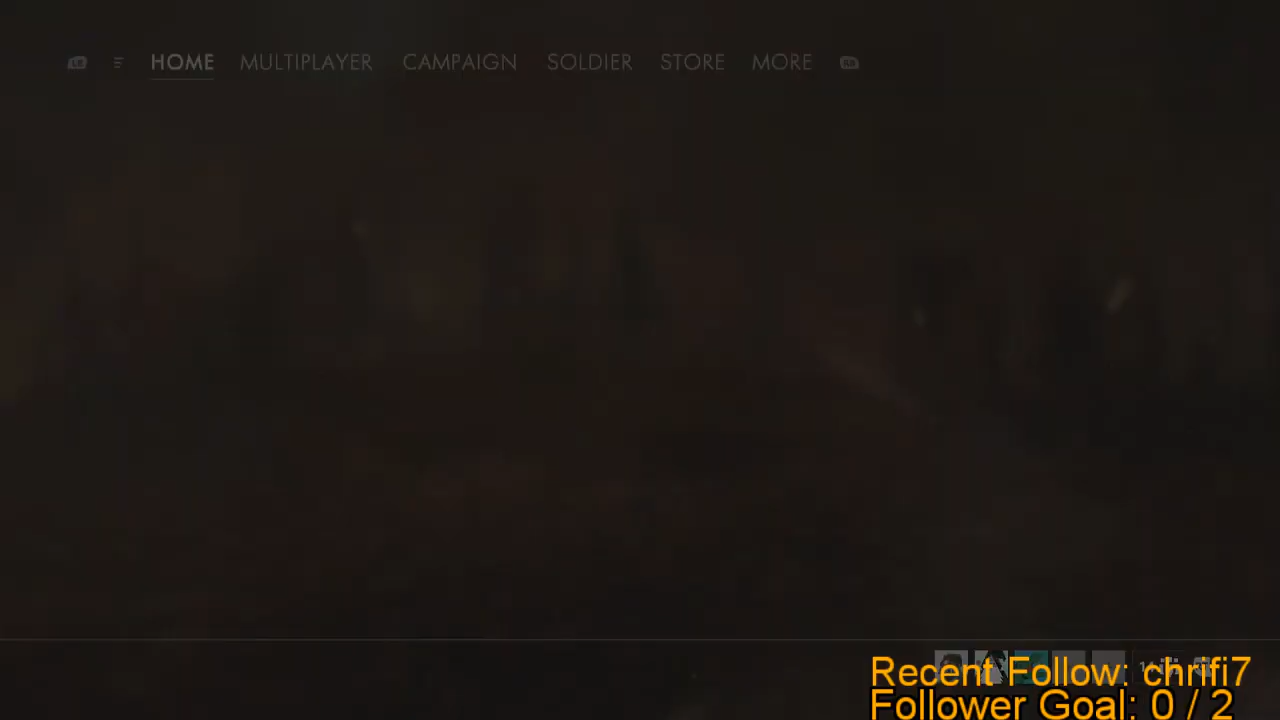 HOME MULTIPLAYER CAMPAIGN SOLDIER STORE MORE
Recent Follow: chrifi7
Follower Goal: 0 / 2